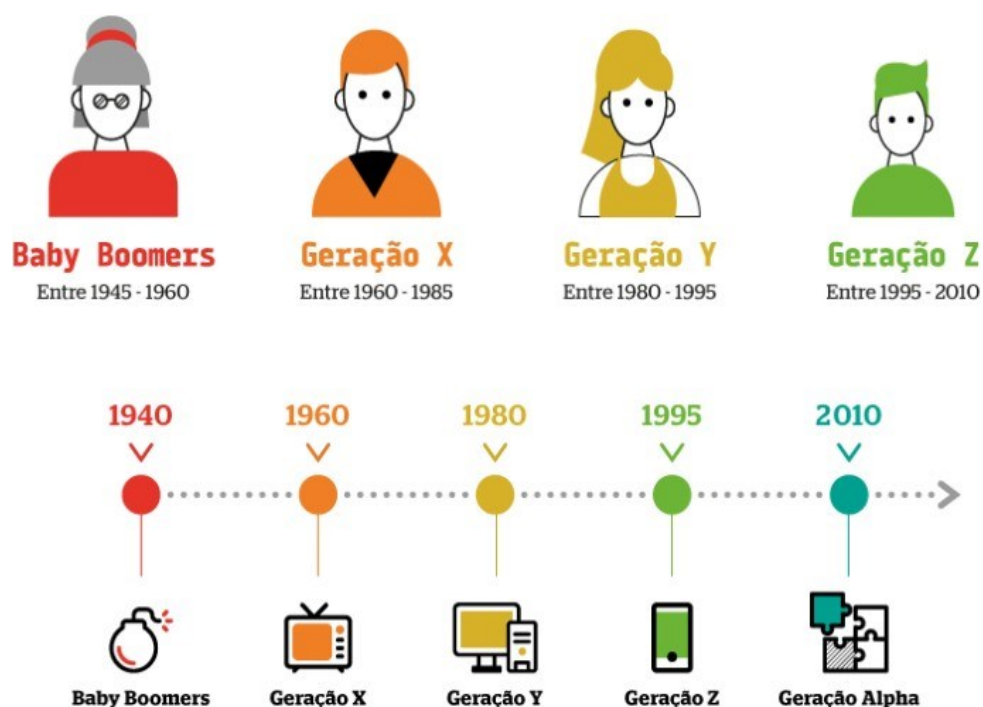 Baby Boomers
Entre 1945 - 1960
Geração X
Entre 1960 - 1985
Geração Y
Entre 1980 - 1995
Geração Z
Entre 1995 - 2010
1940
1960
1980
1995
2010
Baby Boomers
Geração X
Geração Y
Geração Z
Geração Alpha